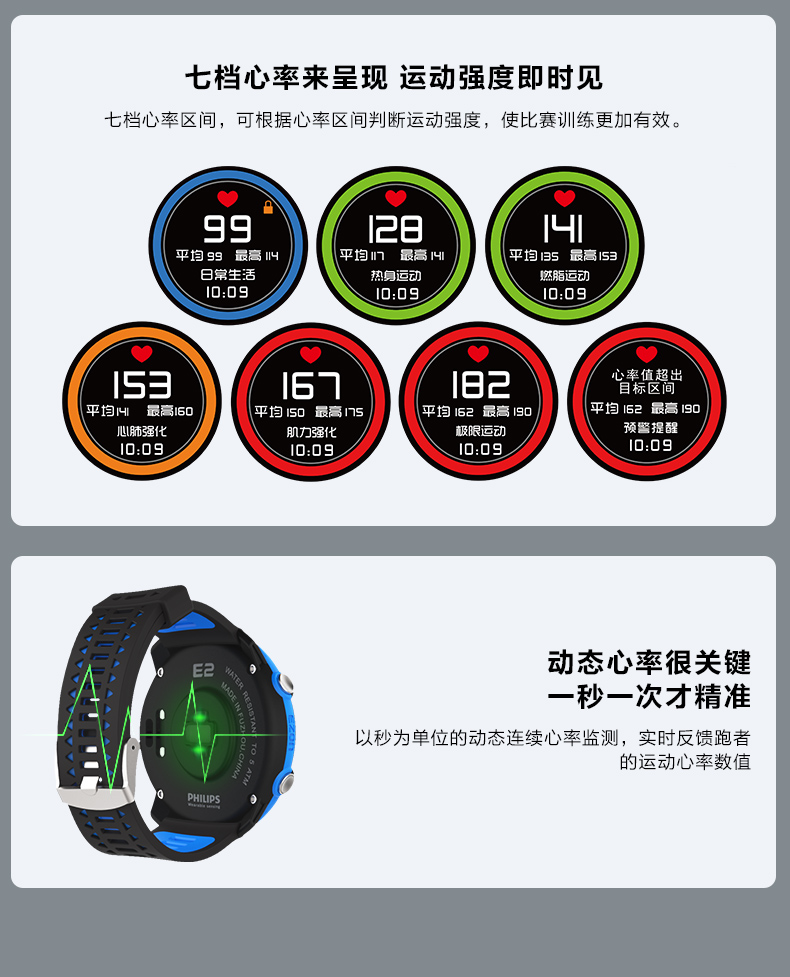 七档心率来呈现 运动强度即时见
七档心率区间，可根据心率区间判断运动强度，使比赛训练更加有效。
99
平均 99 最高 114
日常生活
10:09
128
平均 117 最高 141
热身运动
10:09
141
平均 135 最高 153
燃脂运动
10:09
153
平均 141 最高 160
心肺强化
10:09
167
平均 150 最高 175
肌力强化
10:09
182
平均 162 最高 190
极限运动
10:09
心率值超出
目标区间
平均 162 最高 190
预警提醒
10:09
动态心率很关键
一秒一次才精准
以秒为单位的动态连续心率监测，实时反馈跑者
的运动心率数值
E2
WATER RESISTANT TO 5 ATM
MADE IN FUZHOU, CHINA
PHILIPS
Wearable sensing
EZON